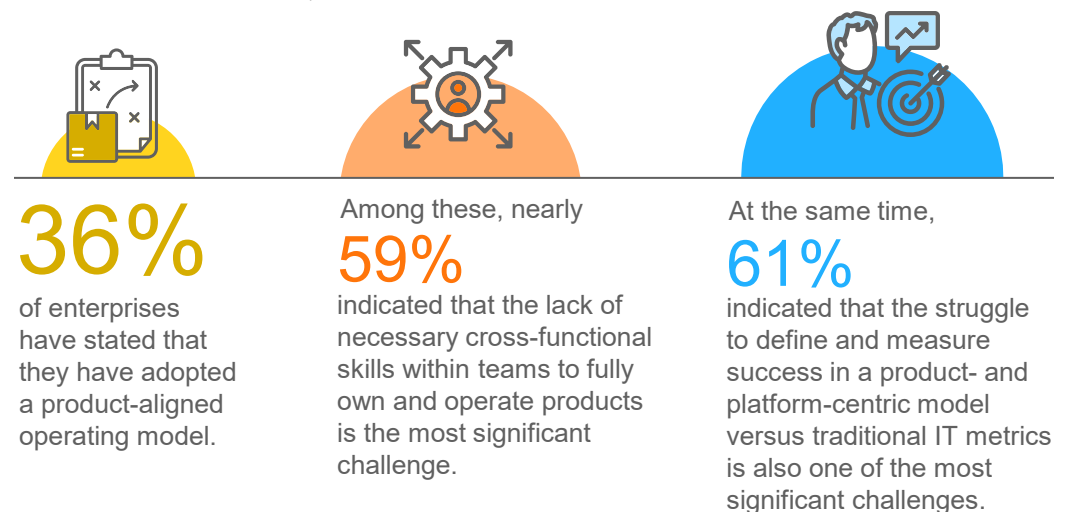 36%
of enterprises
have stated that
they have adopted
a product-aligned
operating model.
Among these, nearly
59%
indicated that the lack of
necessary cross-functional
skills within teams to fully
own and operate products
is the most significant
challenge.
At the same time,
61%
indicated that the struggle
to define and measure
success in a product- and
platform-centric model
versus traditional IT metrics
is also one of the most
significant challenges.